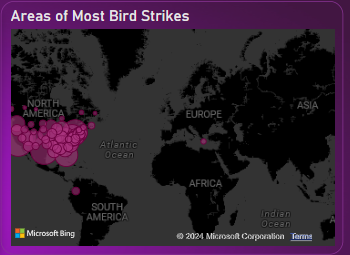 Areas of Most Bird Strikes
NORTH
AMERICA
EUROPE
ASIA
Atlantic
Ocean
AFRICA
SOUTH
AMERICA
Indian
Ocean
A
Microsoft Bing
© 2024 Microsoft Corporation Terms